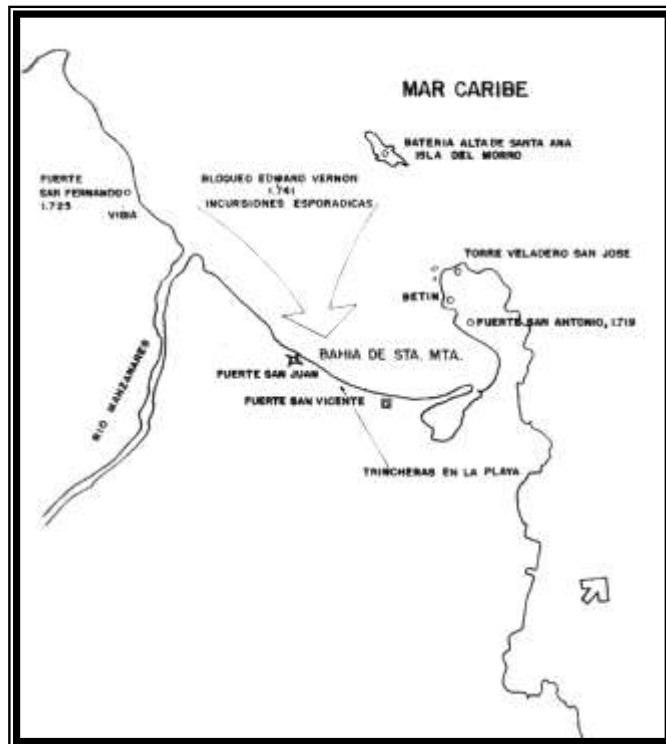 MAR CARIBE
BATERIA ALTA DE SANTA ANA
ISLA DEL MORRO
FUERTE
SAN FERNANDO
1.725
VIGIA
BLOQUEO EDWARD VERNON
1.741
INCURSIONES ESPORADICAS
TORRE VELADERO SAN JOSE
BETIN
FUERTE SAN ANTONIO, 1.719
BAHIA DE STA. MTA.
FUERTE SAN JUAN
FUERTE SAN VICENTE
RIO MANZANARES
TRINCHERAS EN LA PLAYA